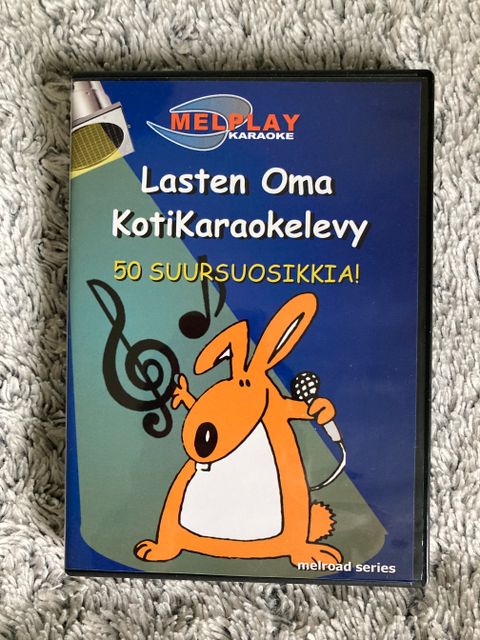 MELPLAY
KARAOKE
Lasten Oma
KotiKaraokelevy
50 SUURSUOSIKKIA!
melroad series